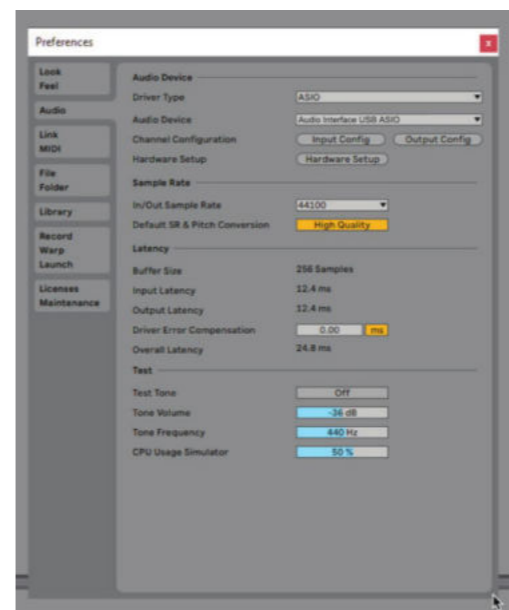 Preferences
x
Look
Feel
Audio
Link
MIDI
File
Folder
Library
Record
Warp
Launch
Licenses
Maintenance
Audio Device
Driver Type ASIO
Audio Device Audio Interface USB ASIO
Channel Configuration Input Config Output Config
Hardware Setup Hardware Setup
Sample Rate
In/Out Sample Rate 44100
Default SR & Pitch Conversion High Quality
Latency
Buffer Size 256 Samples
Input Latency 12.4 ms
Output Latency 12.4 ms
Driver Error Compensation 0.00 ms
Overall Latency 24.8 ms
Test
Test Tone Off
Tone Volume -36 dB
Tone Frequency 440 Hz
CPU Usage Simulator 50 %